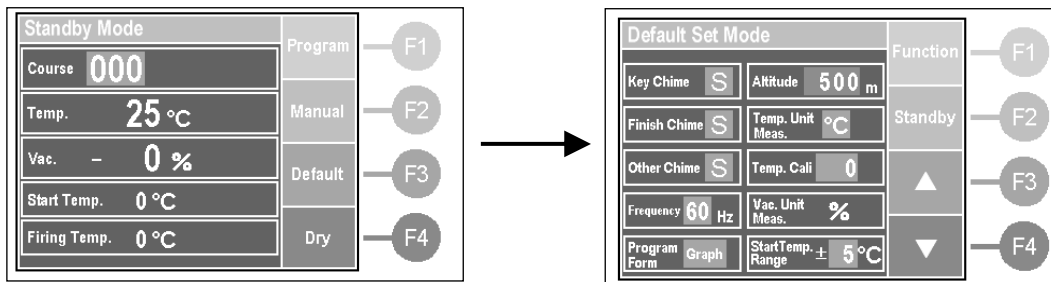 Standby Mode
Program
F1
Course 000
Temp. 25 °C
Manual
F2
Vac. - 0 %
Default
F3
Start Temp. 0 °C
Firing Temp. 0 °C
Dry
F4
Default Set Mode
Function
F1
Key Chime S
Altitude 500 m
Finish Chime S
Temp. Unit
Meas. °C
Standby
F2
Other Chime S
Temp. Cali 0
▲
F3
Frequency 60 Hz
Vac. Unit
Meas. %
Program
Form Graph
StartTemp.
Range ± 5 °C
▼
F4